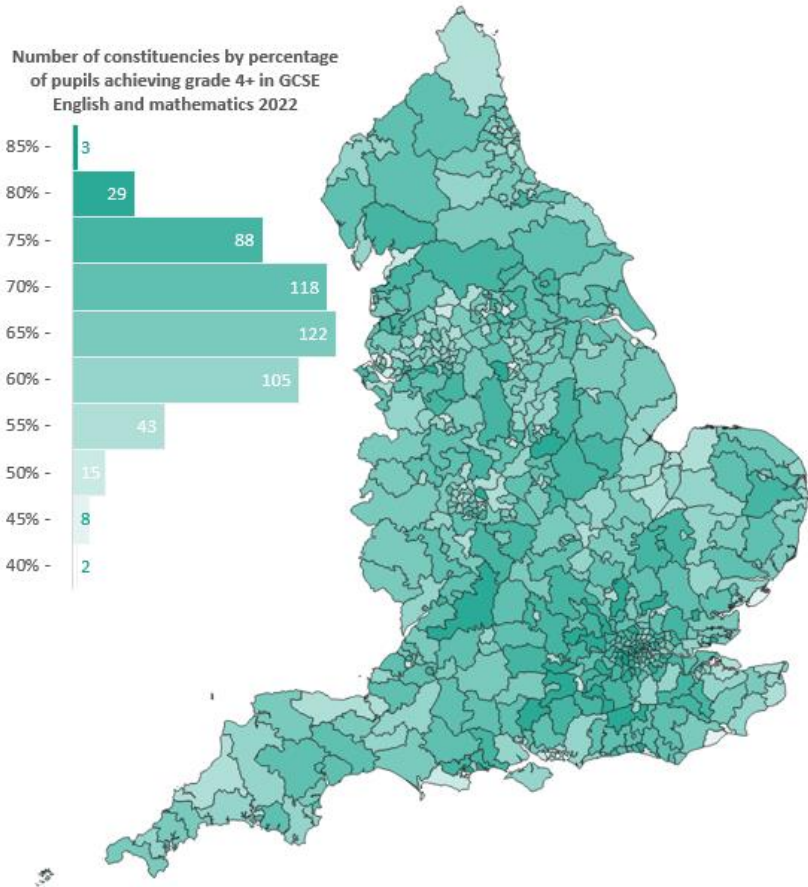 Number of constituencies by percentage
of pupils achieving grade 4+ in GCSE
English and mathematics 2022
85% - 3
80% - 29
75% - 88
70% - 118
65% - 122
60% - 105
55% - 43
50% - 15
45% - 8
40% - 2